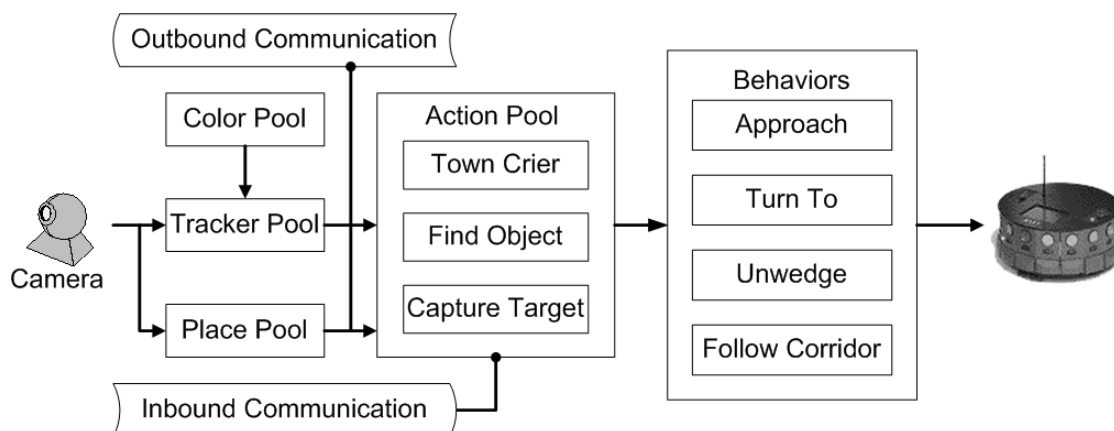 Outbound Communication
Color Pool
Tracker Pool
Place Pool
Camera
Inbound Communication
Action Pool
Town Crier
Find Object
Capture Target
Behaviors
Approach
Turn To
Unwedge
Follow Corridor